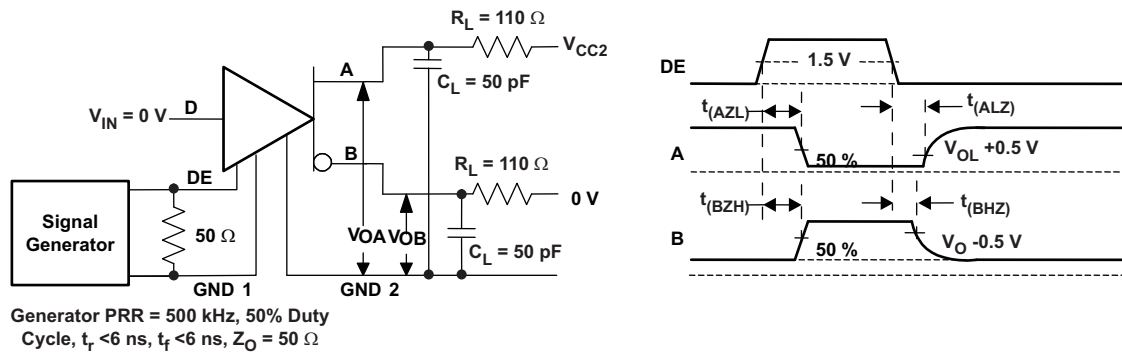 R_L = 110 Ω
V_CC2
A
C_L = 50 pF
D
V_IN = 0 V
B
R_L = 110 Ω
0 V
DE
Signal
Generator
50 Ω
VOA
VOB
C_L = 50 pF
GND 1
GND 2
Generator PRR = 500 kHz, 50% Duty
Cycle, t_r <6 ns, t_f <6 ns, Z_O = 50 Ω
DE
1.5 V
t_(AZL)
t_(ALZ)
A
50 %
V_OL +0.5 V
t_(BZH)
t_(BHZ)
B
50 %
V_O -0.5 V